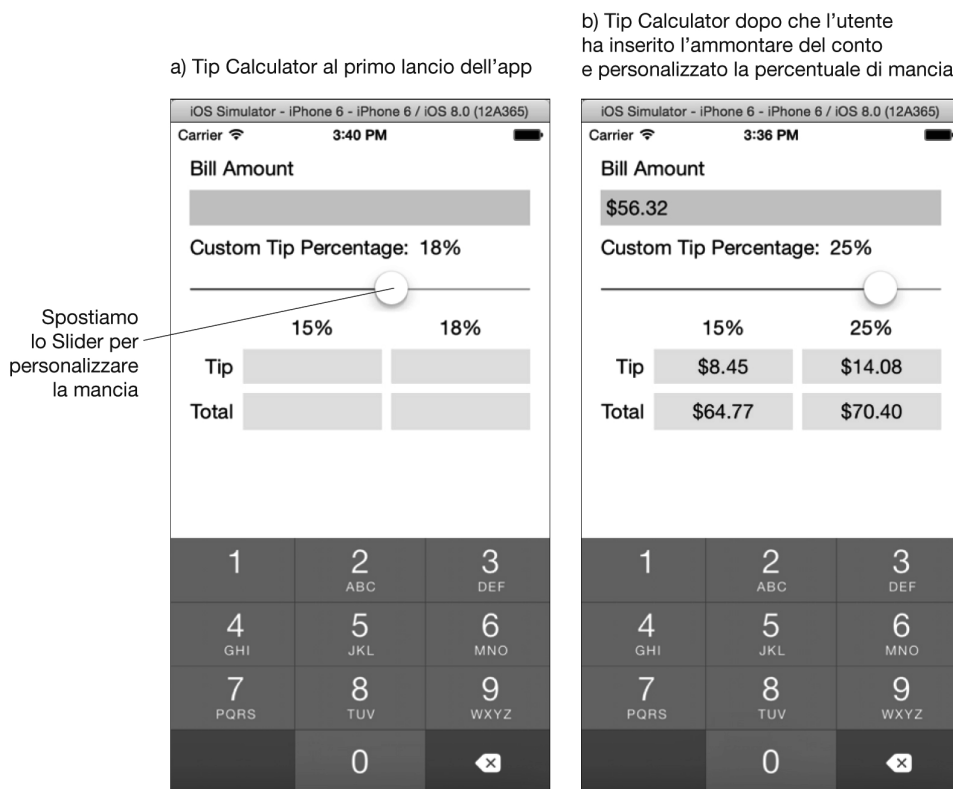 a) Tip Calculator al primo lancio dell'app
iOS Simulator - iPhone 6 - iPhone 6 / iOS 8.0 (12A365)
Carrier 3:40 PM
Bill Amount
Custom Tip Percentage: 18%
15% 18%
Tip
Total
1 2 3
ABC DEF
4 5 6
GHI JKL MNO
7 8 9
PQRS TUV WXYZ
0
Spostiamo
lo Slider per
personalizzare
la mancia
b) Tip Calculator dopo che l'utente
ha inserito l'ammontare del conto
e personalizzato la percentuale di mancia
iOS Simulator - iPhone 6 - iPhone 6 / iOS 8.0 (12A365)
Carrier 3:36 PM
Bill Amount
$56.32
Custom Tip Percentage: 25%
15% 25%
Tip $8.45 $14.08
Total $64.77 $70.40
1 2 3
ABC DEF
4 5 6
GHI JKL MNO
7 8 9
PQRS TUV WXYZ
0